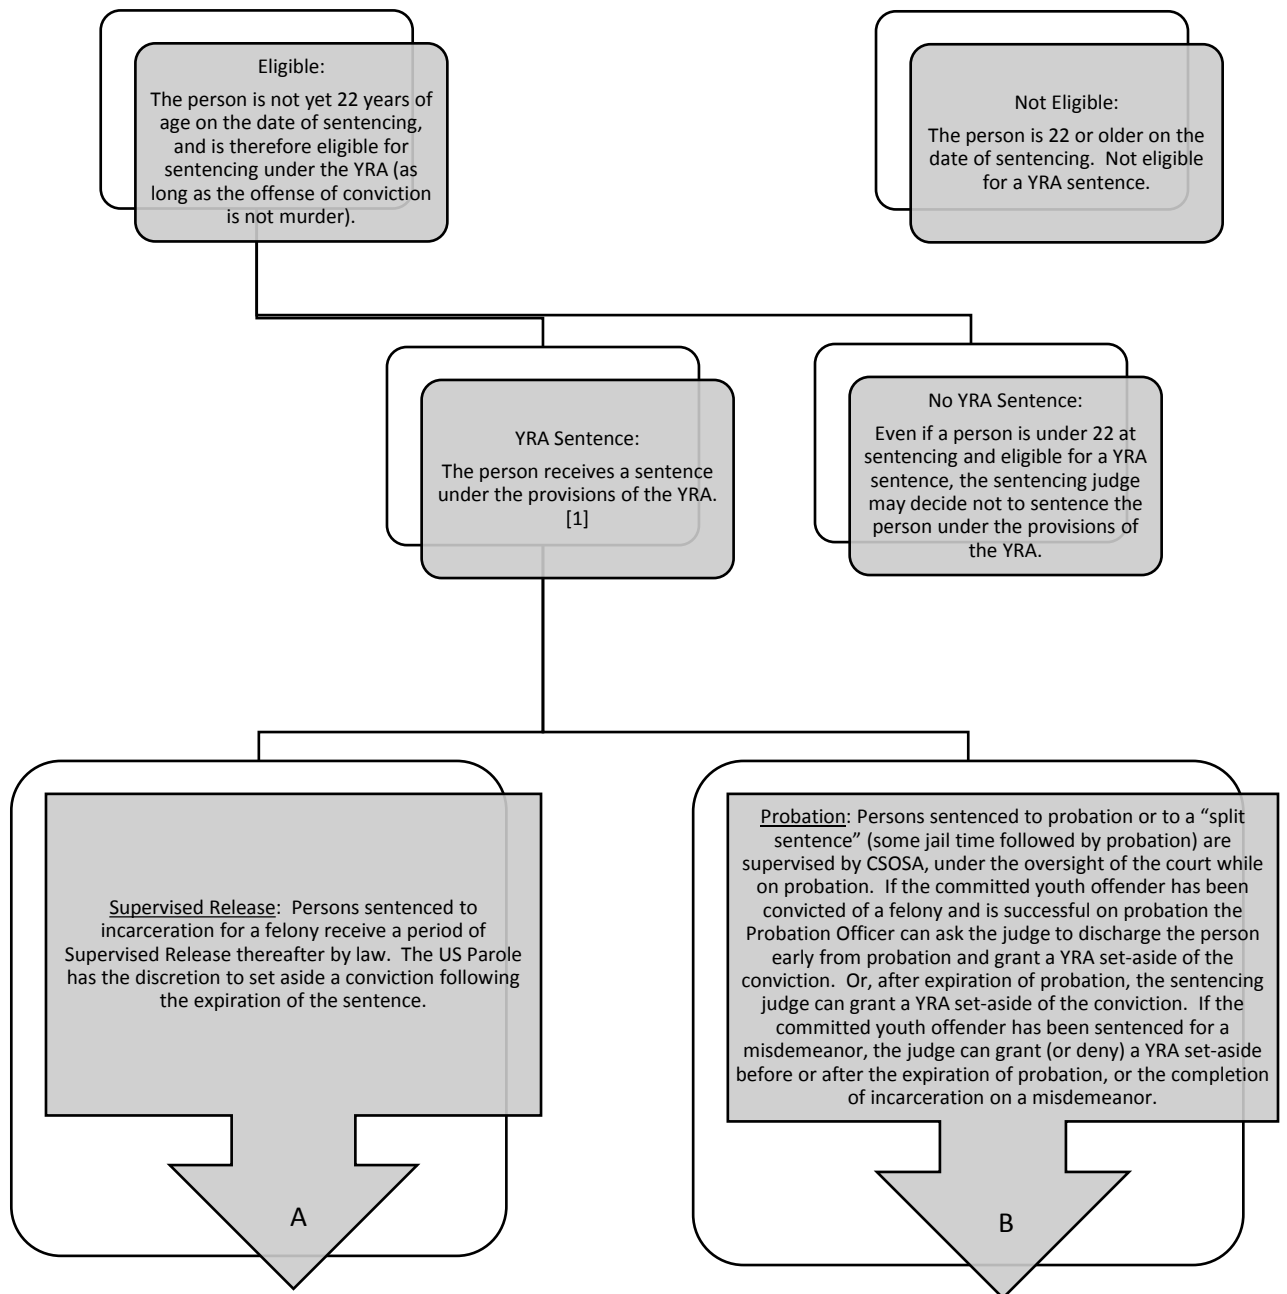 Eligible:
The person is not yet 22 years of
age on the date of sentencing,
and is therefore eligible for
sentencing under the YRA (as
long as the offense of conviction
is not murder).
Not Eligible:
The person is 22 or older on the
date of sentencing.  Not eligible
for a YRA sentence.
YRA Sentence:
The person receives a sentence
under the provisions of the YRA.
[1]
No YRA Sentence:
Even if a person is under 22 at
sentencing and eligible for a YRA
sentence, the sentencing judge
may decide not to sentence the
person under the provisions of
the YRA.
Supervised Release:  Persons sentenced to
incarceration for a felony receive a period of
Supervised Release thereafter by law.  The US Parole
has the discretion to set aside a conviction following
the expiration of the sentence.
A
Probation: Persons sentenced to probation or to a “split
sentence” (some jail time followed by probation) are
supervised by CSOSA, under the oversight of the court while
on probation.  If the committed youth offender has been
convicted of a felony and is successful on probation the
Probation Officer can ask the judge to discharge the person
early from probation and grant a YRA set-aside of the
conviction.  Or, after expiration of probation, the sentencing
judge can grant a YRA set-aside of the conviction.  If the
committed youth offender has been sentenced for a
misdemeanor, the judge can grant (or deny) a YRA set-aside
before or after the expiration of probation, or the completion
of incarceration on a misdemeanor.
B